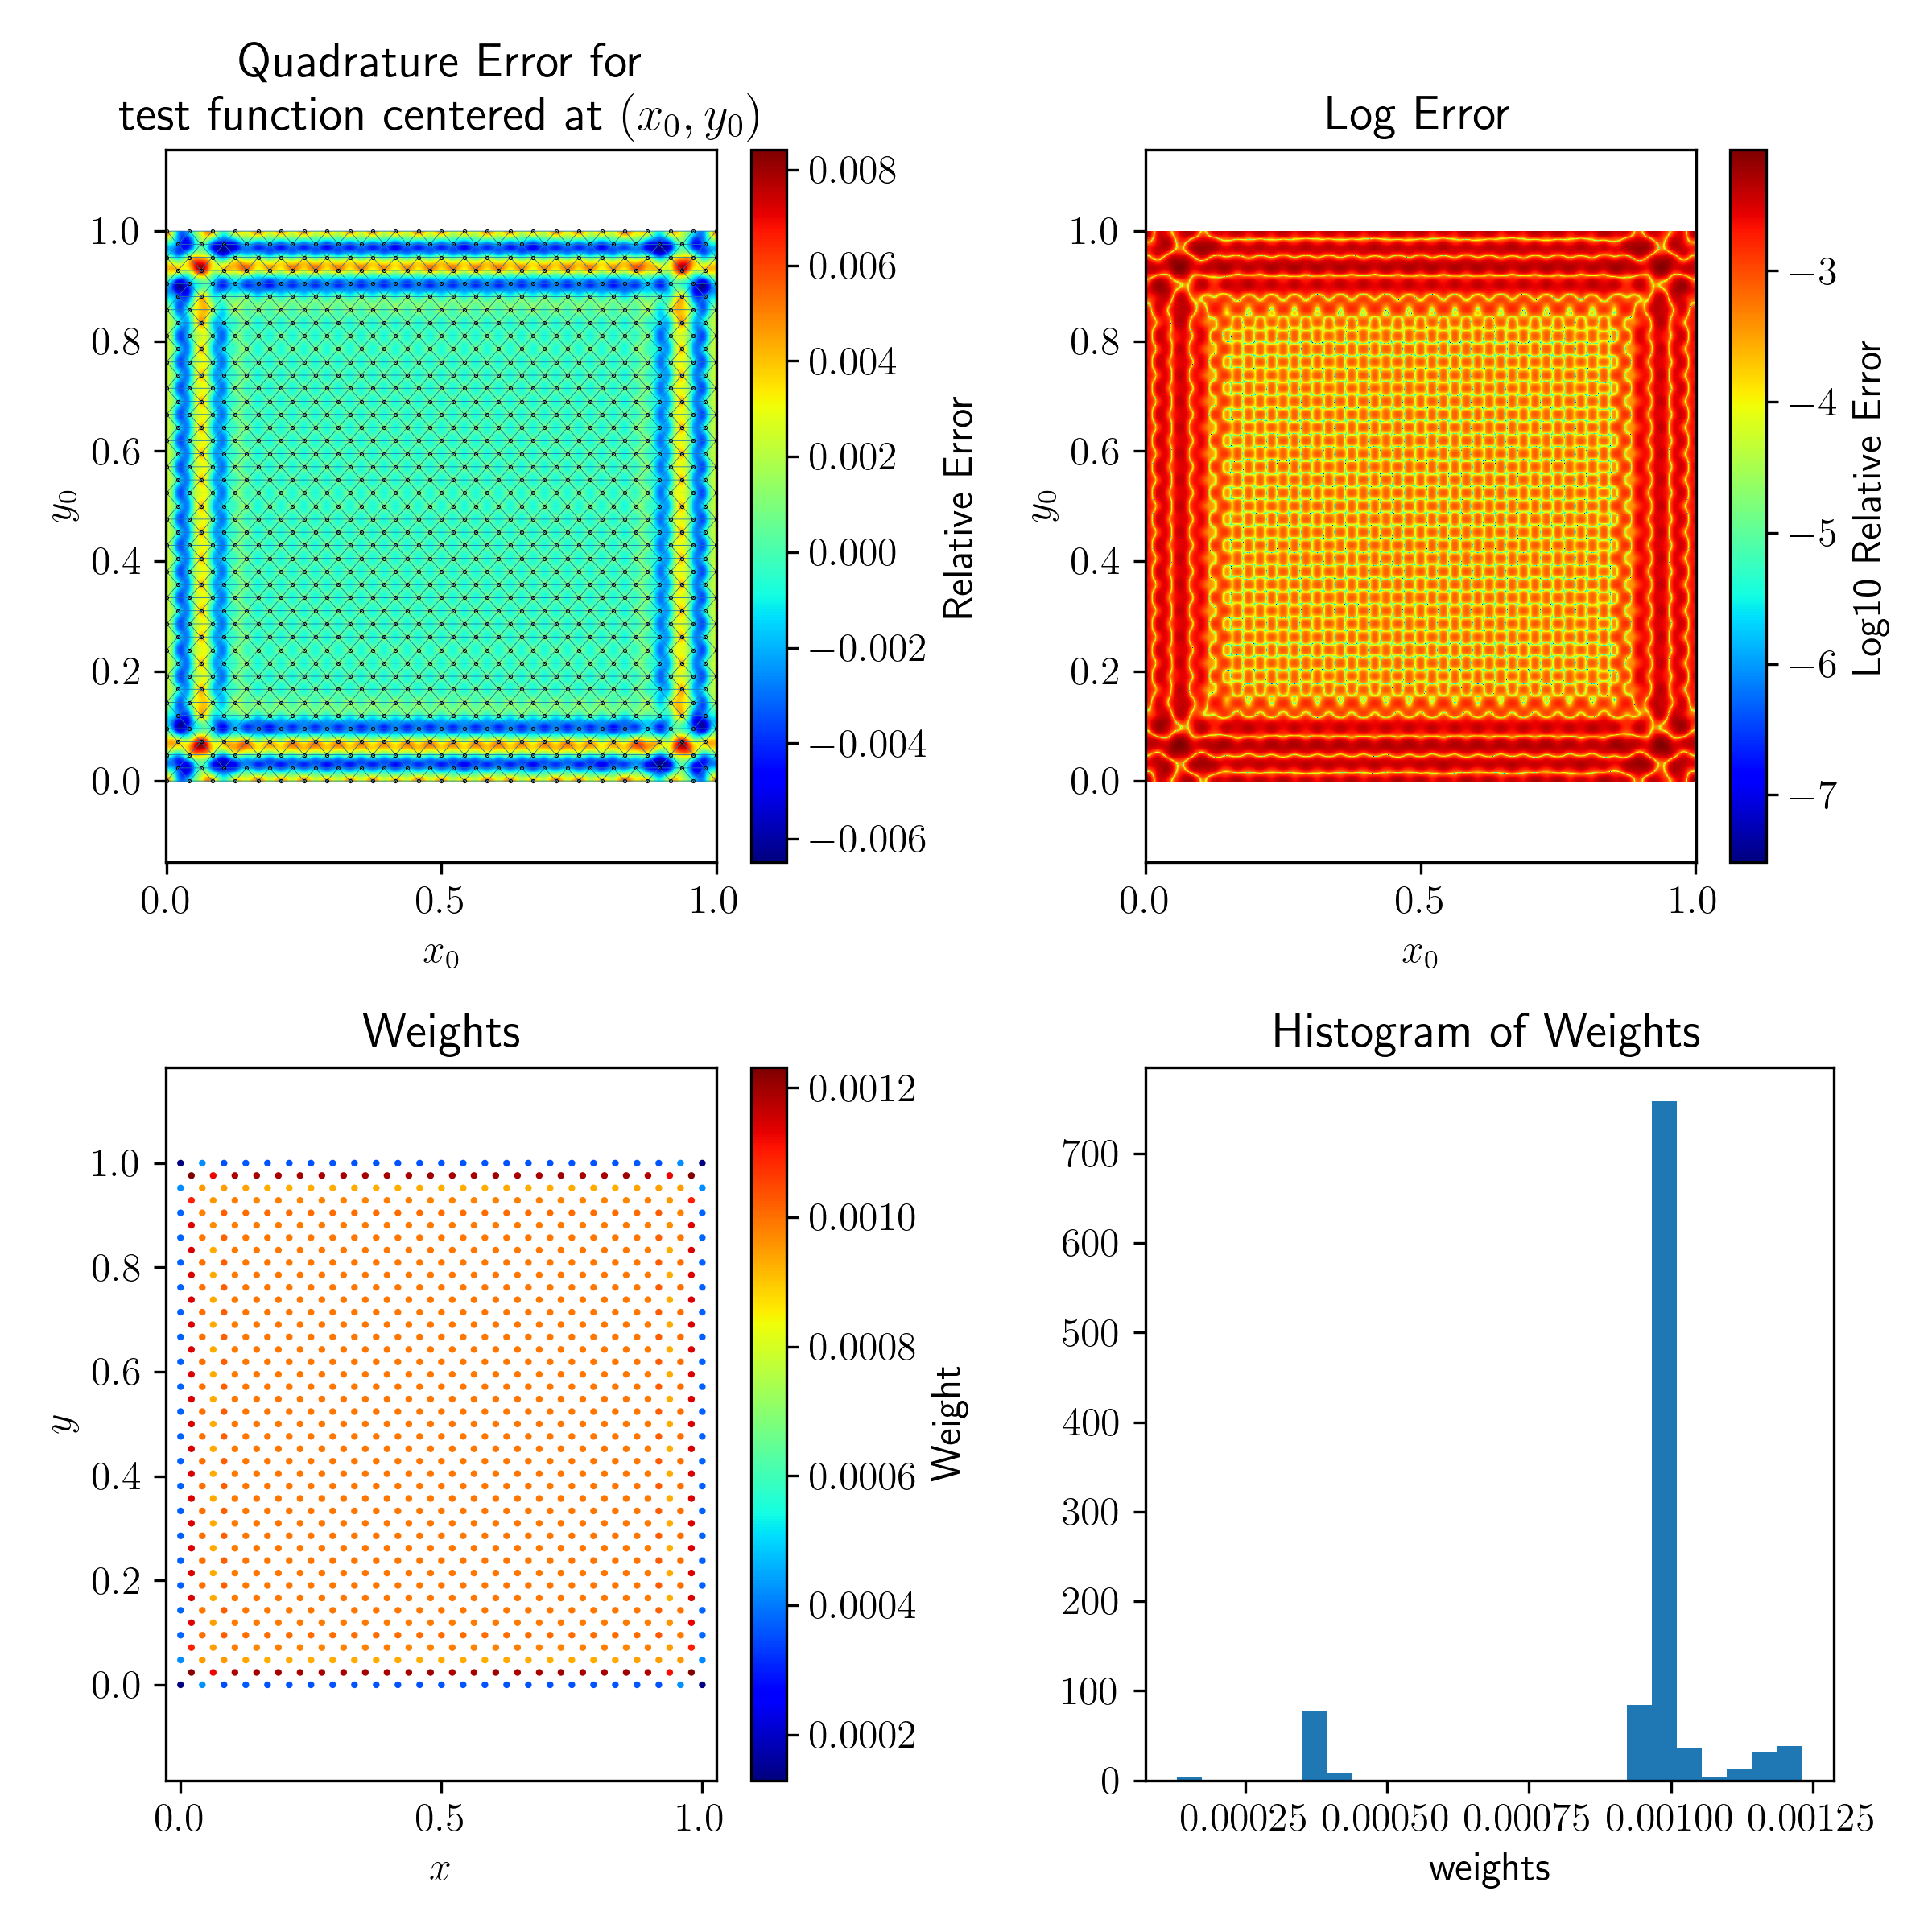 Quadrature Error for
test function centered at (x₀, y₀)
1.0
0.8
0.6
0.4
0.2
0.0
y₀
0.0 0.5 1.0
x₀
0.008
0.006
0.004
0.002
0.000
−0.002
−0.004
−0.006
Relative Error
Log Error
1.0
0.8
0.6
0.4
0.2
0.0
y₀
0.0 0.5 1.0
x₀
−3
−4
−5
−6
−7
Log10 Relative Error
Weights
1.0
0.8
0.6
0.4
0.2
0.0
y
0.0 0.5 1.0
x
0.0012
0.0010
0.0008
0.0006
0.0004
0.0002
Weight
Histogram of Weights
700
600
500
400
300
200
100
0
0.00025 0.00050 0.00075 0.00100 0.00125
weights